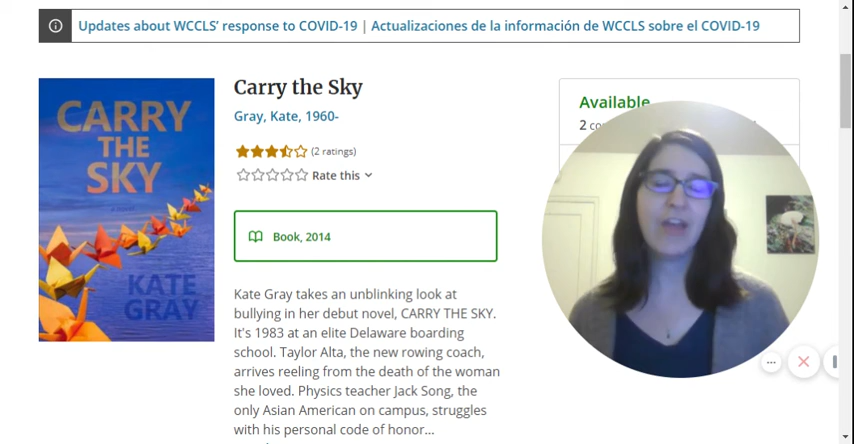 Updates about WCCLS' response to COVID-19 | Actualizaciones de la información de WCCLS sobre el COVID-19
CARRY
THE
SKY
KATE
GRAY
Carry the Sky
Gray, Kate, 1960-
(2 ratings)
Rate this
Book, 2014
Kate Gray takes an unblinking look at
bullying in her debut novel, CARRY THE SKY.
It's 1983 at an elite Delaware boarding
school. Taylor Alta, the new rowing coach,
arrives reeling from the death of the woman
she loved. Physics teacher Jack Song, the
only Asian American on campus, struggles
with his personal code of honor...
Available
2